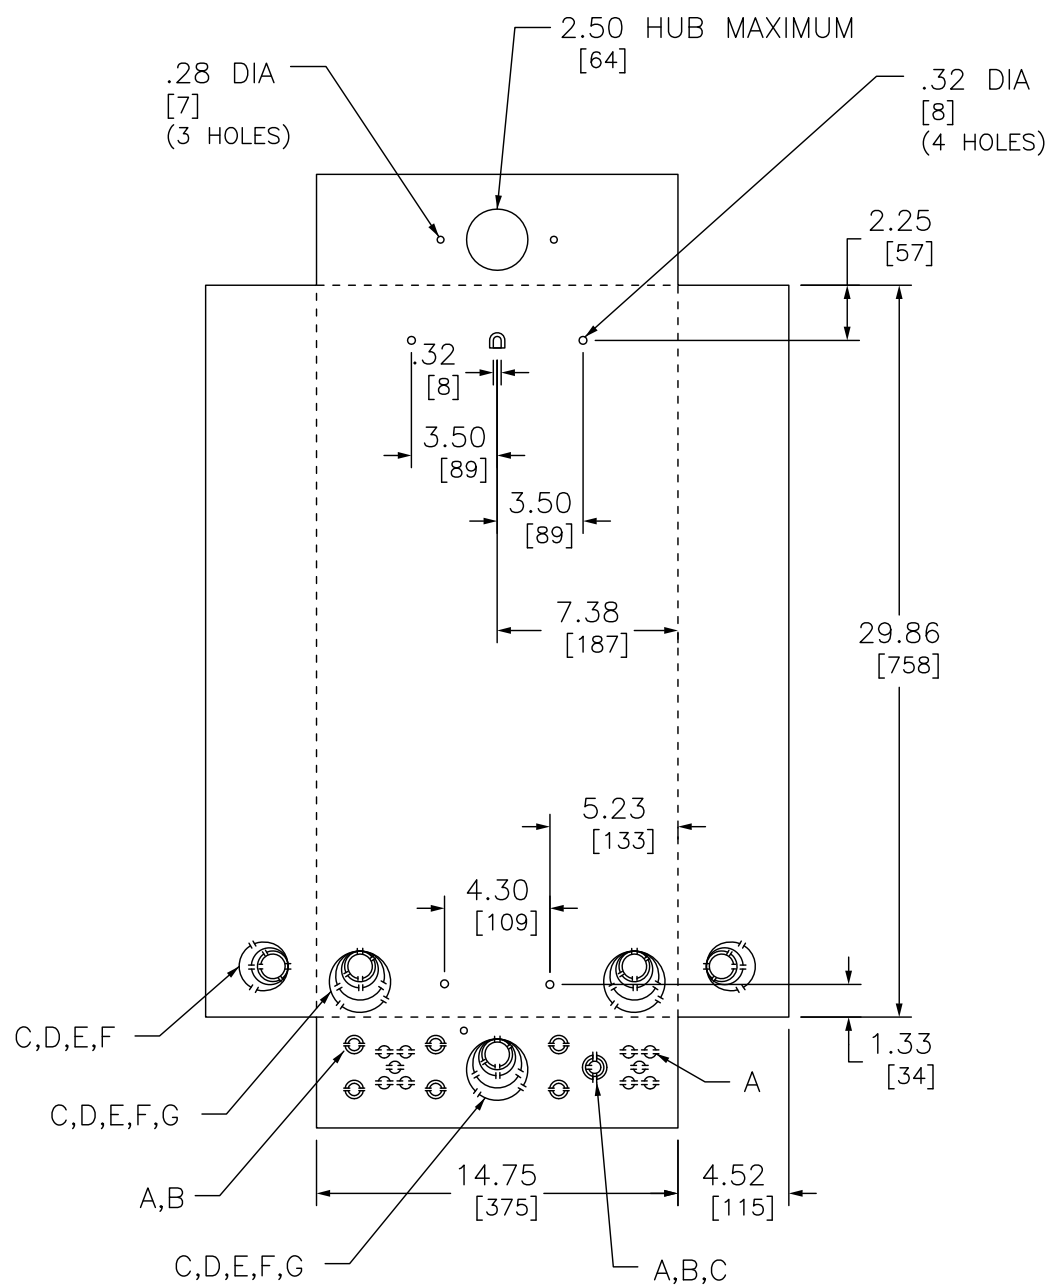 2.50 HUB MAXIMUM
[64]
.28 DIA
[7]
(3 HOLES)
.32 DIA
[8]
(4 HOLES)
2.25
[57]
.32
[8]
3.50
[89]
3.50
[89]
7.38
[187]
29.86
[758]
5.23
[133]
4.30
[109]
C,D,E,F
1.33
[34]
A
C,D,E,F,G
14.75
[375]
4.52
[115]
A,B
C,D,E,F,G
A,B,C